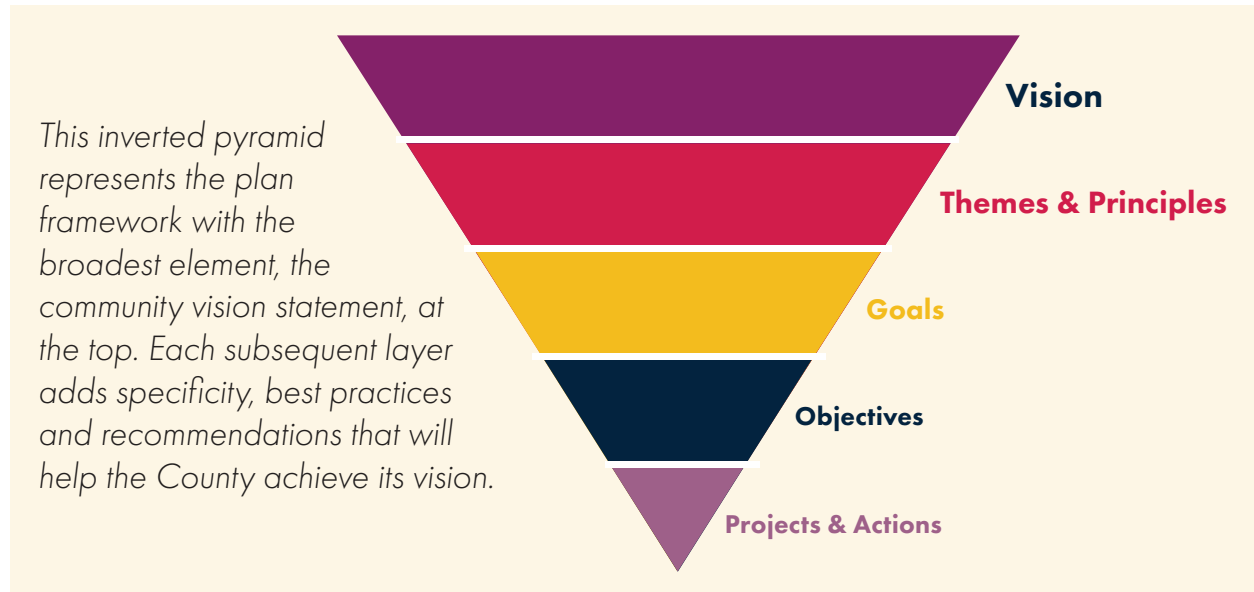 This inverted pyramid
represents the plan
framework with the
broadest element, the
community vision statement, at
the top. Each subsequent layer
adds specificity, best practices
and recommendations that will
help the County achieve its vision.
Vision
Themes & Principles
Goals
Objectives
Projects & Actions